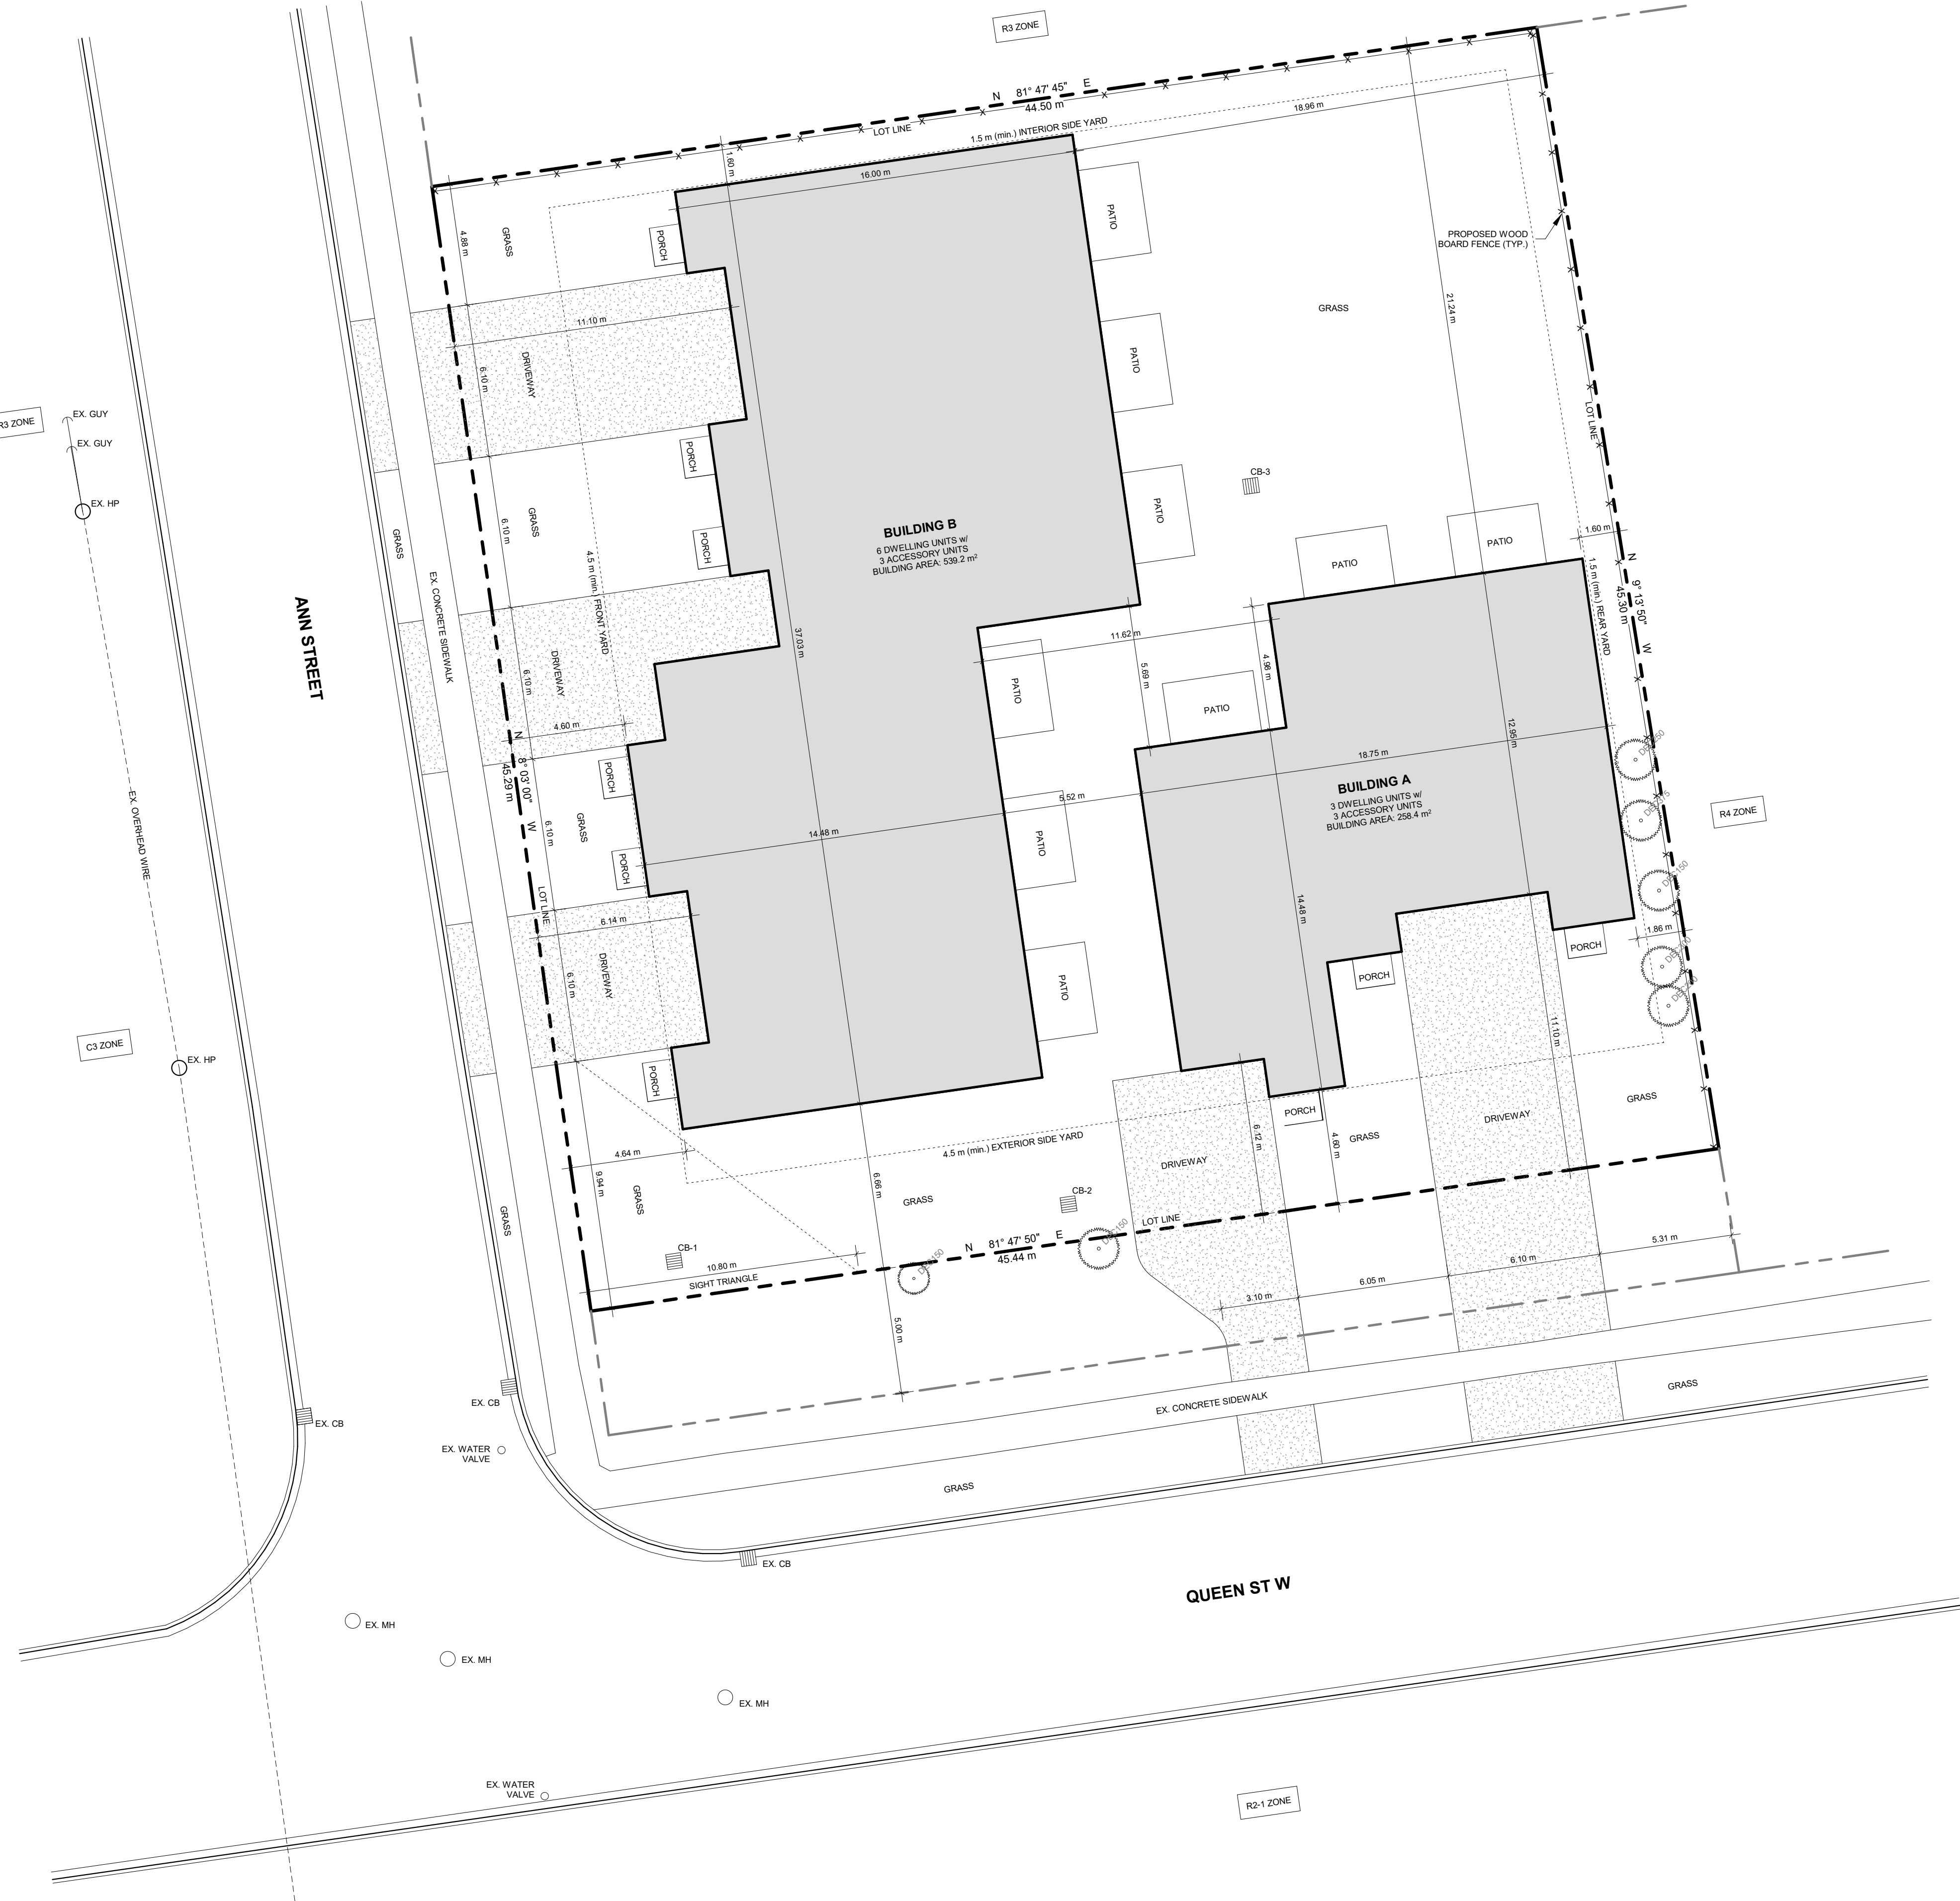 R3 ZONE
N 81° 47' 45" E
44.50 m
LOT LINE
1.5 m (min.) INTERIOR SIDE YARD
18.96 m
1.60 m
16.00 m
4.88 m
GRASS
PORCH
PATIO
PROPOSED WOOD
BOARD FENCE (TYP.)
11.10 m
DRIVEWAY
6.10 m
PATIO
GRASS
21.24 m
R3 ZONE
EX. GUY
EX. GUY
EX. HP
PORCH
LOT LINE
CB-3
PATIO
6.10 m
GRASS
GRASS
PORCH
BUILDING B
6 DWELLING UNITS w/
3 ACCESSORY UNITS
BUILDING AREA: 539.2 m²
4.5 m (min.) FRONT YARD
EX. CONCRETE SIDEWALK
ANN STREET
PATIO
PATIO
1.60 m
N 9° 13' 50" W
45.30 m
1.5 m (min.) REAR YARD
37.03 m
11.62 m
5.69 m
4.98 m
DRIVEWAY
6.10 m
PATIO
PATIO
4.60 m
N 8° 03' 00" W
45.29 m
12.95 m
18.75 m
BUILDING A
3 DWELLING UNITS w/
3 ACCESSORY UNITS
BUILDING AREA: 258.4 m²
R4 ZONE
PORCH
EX. OVERHEAD WIRE
GRASS
6.10 m
5.52 m
14.48 m
PATIO
PORCH
LOT LINE
6.14 m
14.48 m
1.86 m
PORCH
PORCH
DRIVEWAY
6.10 m
PATIO
11.10 m
C3 ZONE
EX. HP
PORCH
PORCH
GRASS
DRIVEWAY
GRASS
4.5 m (min.) EXTERIOR SIDE YARD
6.12 m
4.60 m
4.64 m
9.94 m
GRASS
6.66 m
GRASS
DRIVEWAY
CB-2
LOT LINE
GRASS
N 81° 47' 50" E
45.44 m
CB-1
10.80 m
SIGHT TRIANGLE
5.00 m
3.10 m
6.05 m
6.10 m
5.31 m
EX. CB
EX. CB
EX. WATER
VALVE
EX. CONCRETE SIDEWALK
GRASS
GRASS
EX. CB
QUEEN ST W
EX. MH
EX. MH
EX. MH
EX. WATER
VALVE
R2-1 ZONE